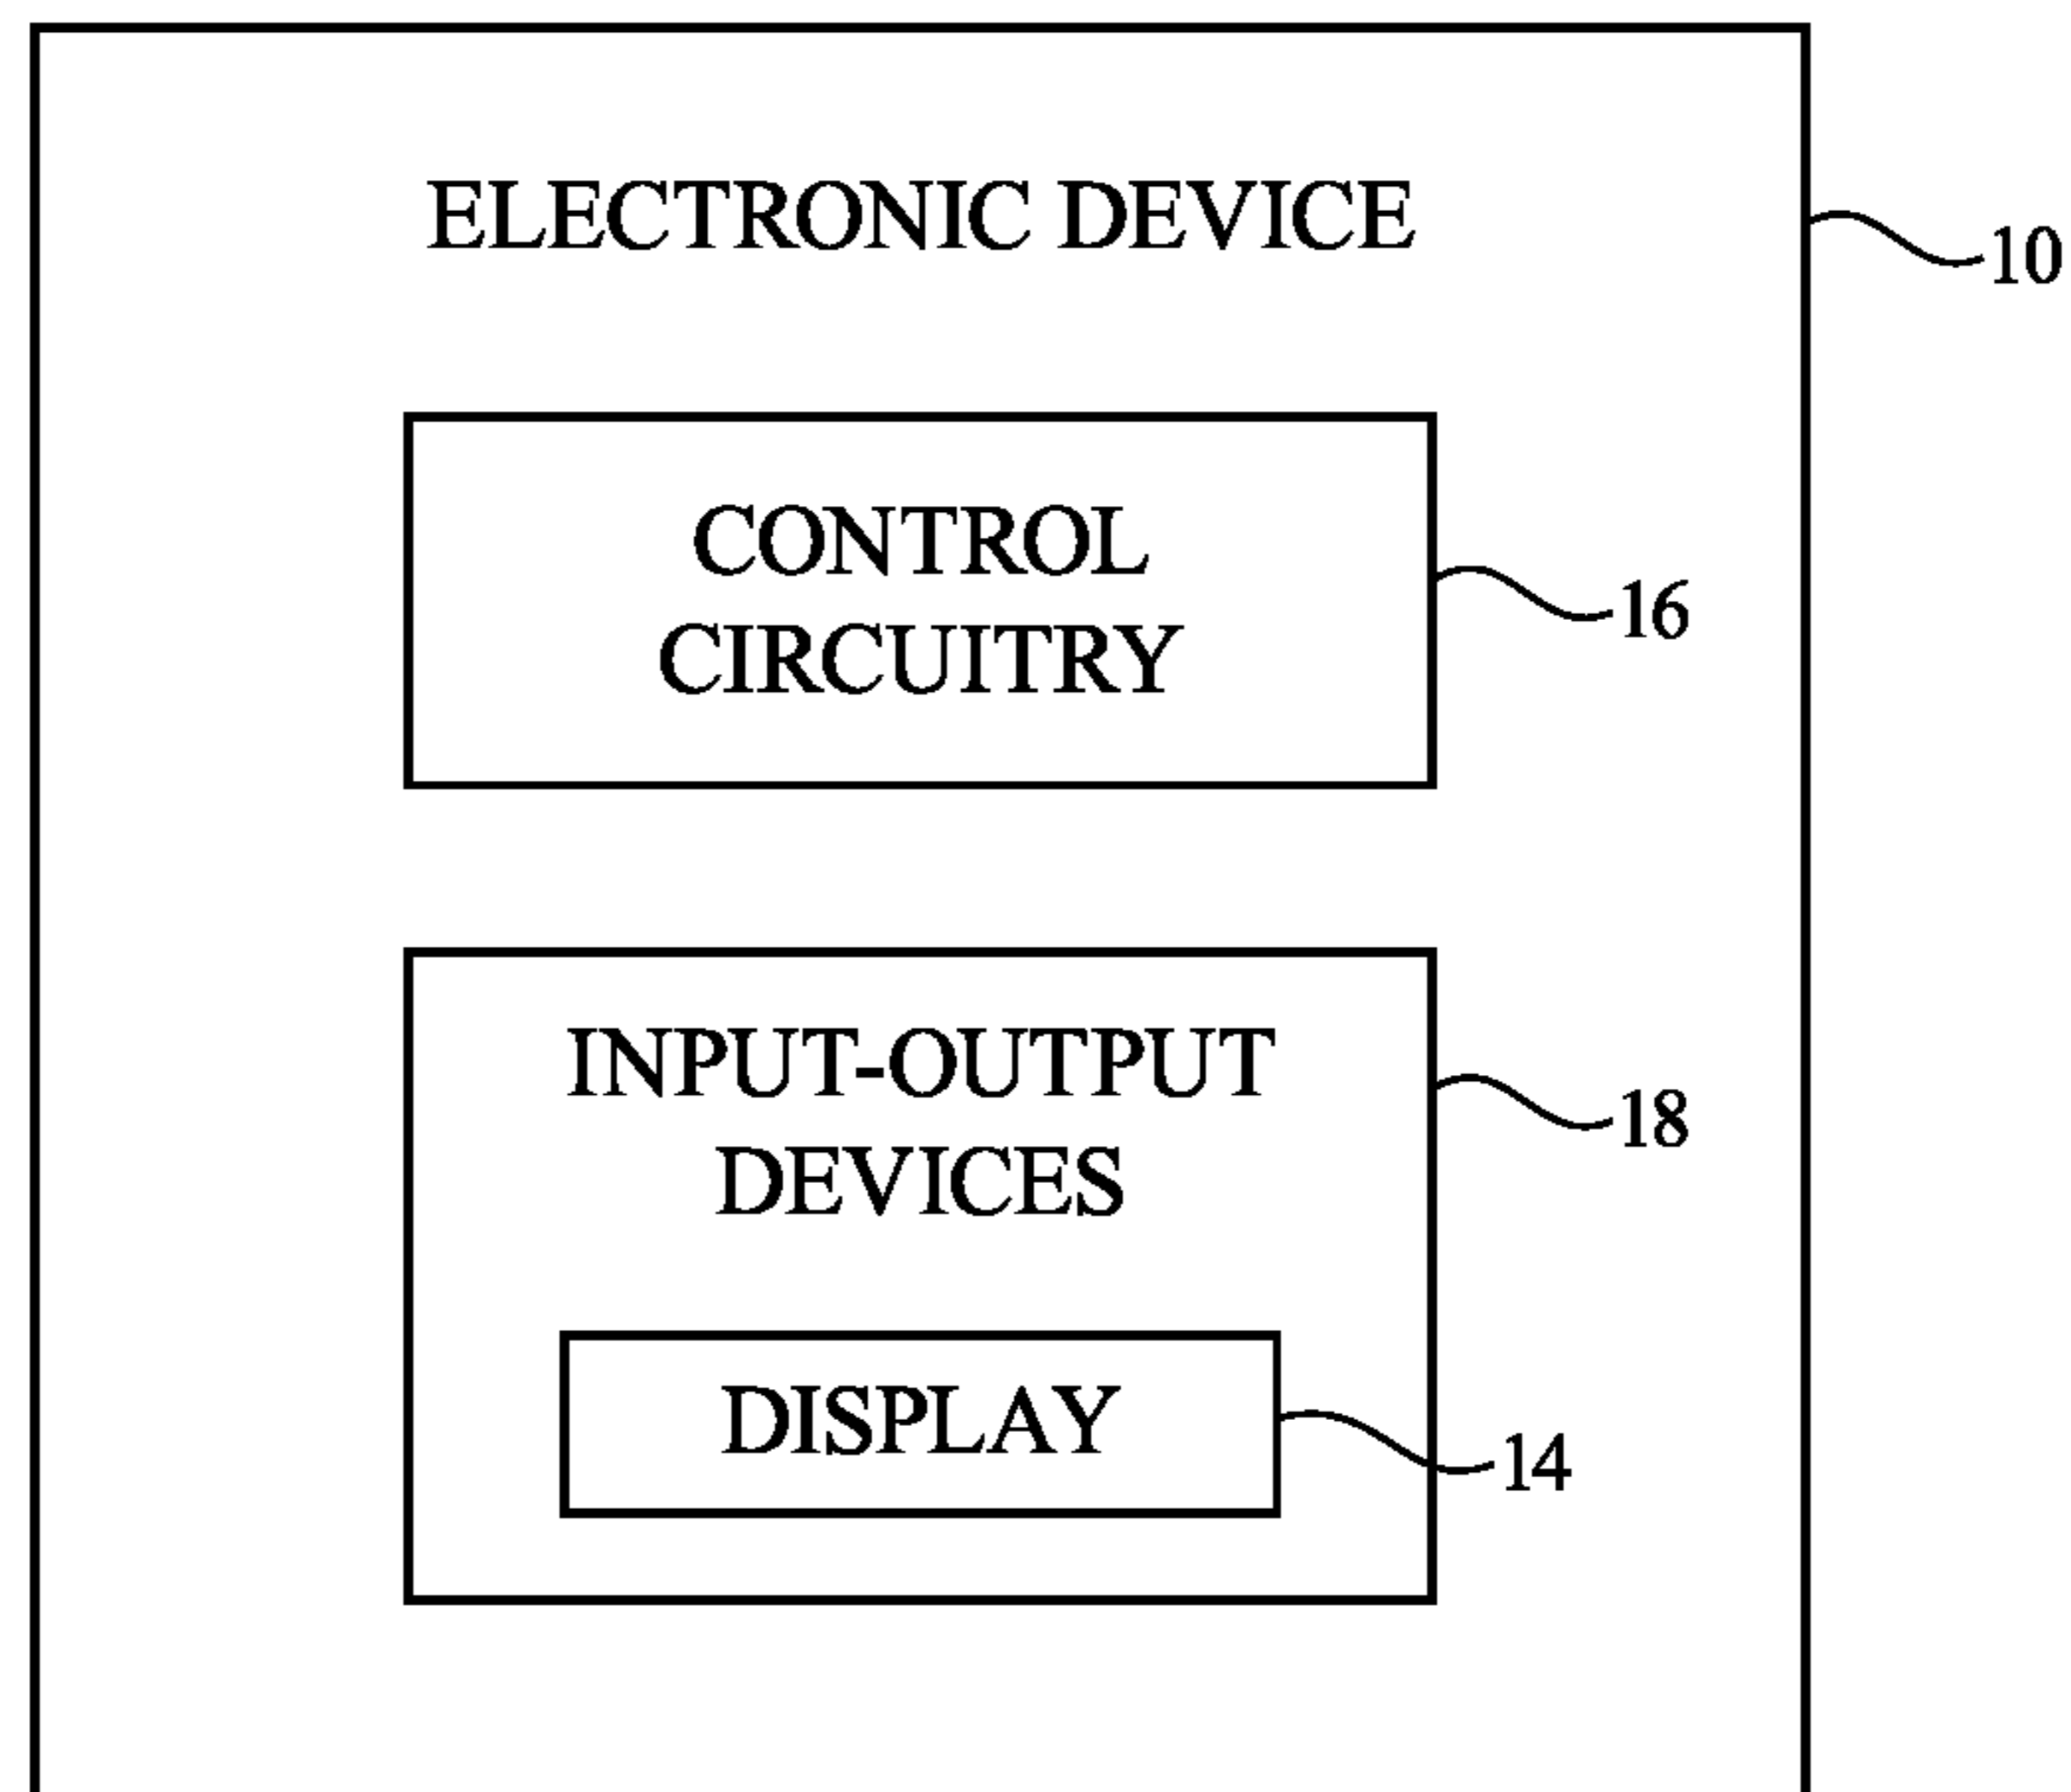 ELECTRONIC DEVICE
10
CONTROL
CIRCUITRY
16
INPUT-OUTPUT
DEVICES
18
DISPLAY
14